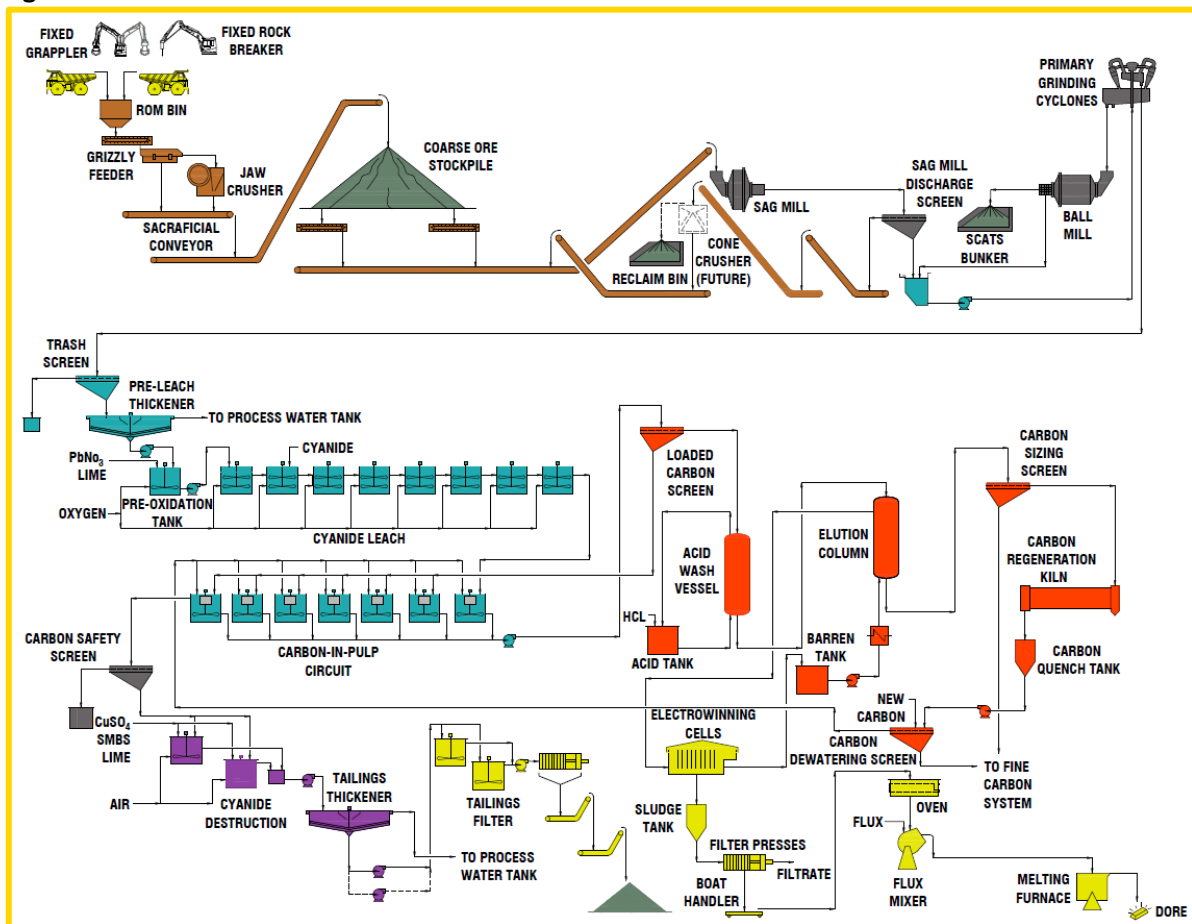 FIXED
GRAPPLER
FIXED ROCK
BREAKER
ROM BIN
GRIZZLY
FEEDER
JAW
CRUSHER
SACRAFICIAL
CONVEYOR
COARSE ORE
STOCKPILE
RECLAIM BIN
CONE
CRUSHER
(FUTURE)
SAG MILL
SAG MILL
DISCHARGE
SCREEN
SCATS
BUNKER
BALL
MILL
PRIMARY
GRINDING
CYCLONES
TRASH
SCREEN
PRE-LEACH
THICKENER
TO PROCESS WATER TANK
PbNo3
LIME
OXYGEN
PRE-OXIDATION
TANK
CYANIDE
CYANIDE LEACH
LOADED
CARBON
SCREEN
ACID
WASH
VESSEL
HCL
ACID TANK
ELUTION
COLUMN
BARREN
TANK
CARBON
SIZING
SCREEN
CARBON
REGENERATION
KILN
CARBON
QUENCH TANK
NEW
CARBON
CARBON
DEWATERING SCREEN
TO FINE
CARBON
SYSTEM
CARBON-IN-PULP
CIRCUIT
CARBON SAFETY
SCREEN
CuSO4
SMBS
LIME
AIR
CYANIDE
DESTRUCTION
TAILINGS
THICKENER
TO PROCESS
WATER TANK
TAILINGS
FILTER
ELECTROWINNING
CELLS
SLUDGE
TANK
FILTER PRESSES
FILTRATE
BOAT
HANDLER
OVEN
FLUX
FLUX
MIXER
MELTING
FURNACE
DORE